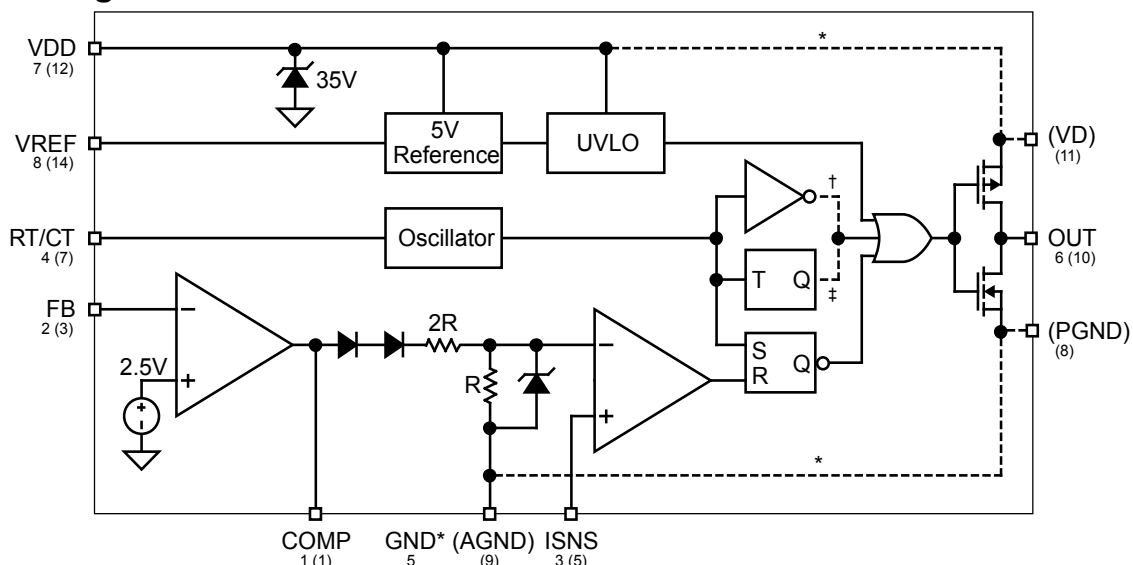 VDD
7 (12)
*
35V
VREF
8 (14)
5V
Reference
UVLO
(VD)
(11)
†
RT/CT
4 (7)
Oscillator
OUT
6 (10)
T Q
‡
FB
2 (3)
−
2R
2.5V
+
+
−
R
−
+
S
R
Q
(PGND)
(8)
*
COMP
1 (1)
GND* (AGND)
5 (9)
ISNS
3 (5)